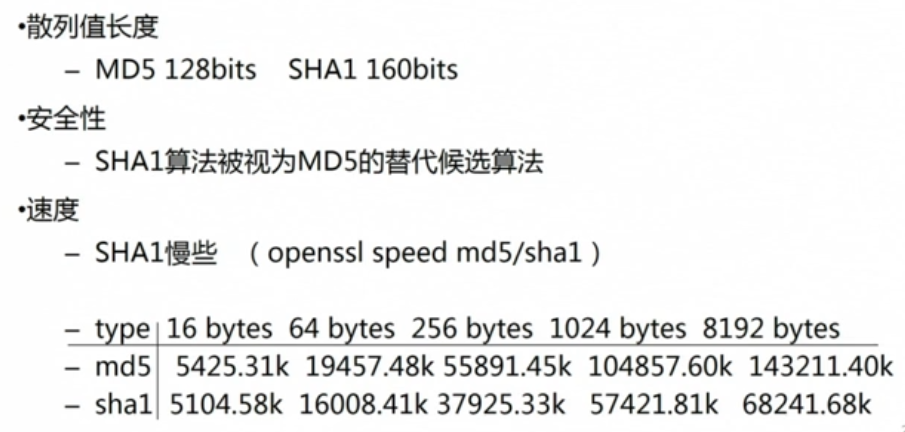 •散列值长度
– MD5 128bits SHA1 160bits
•安全性
– SHA1算法被视为MD5的替代候选算法
•速度
– SHA1慢些 （openssl speed md5/sha1）
– type 16 bytes 64 bytes 256 bytes 1024 bytes 8192 bytes
– md5 5425.31k 19457.48k 55891.45k 104857.60k 143211.40k
– sha1 5104.58k 16008.41k 37925.33k 57421.81k 68241.68k